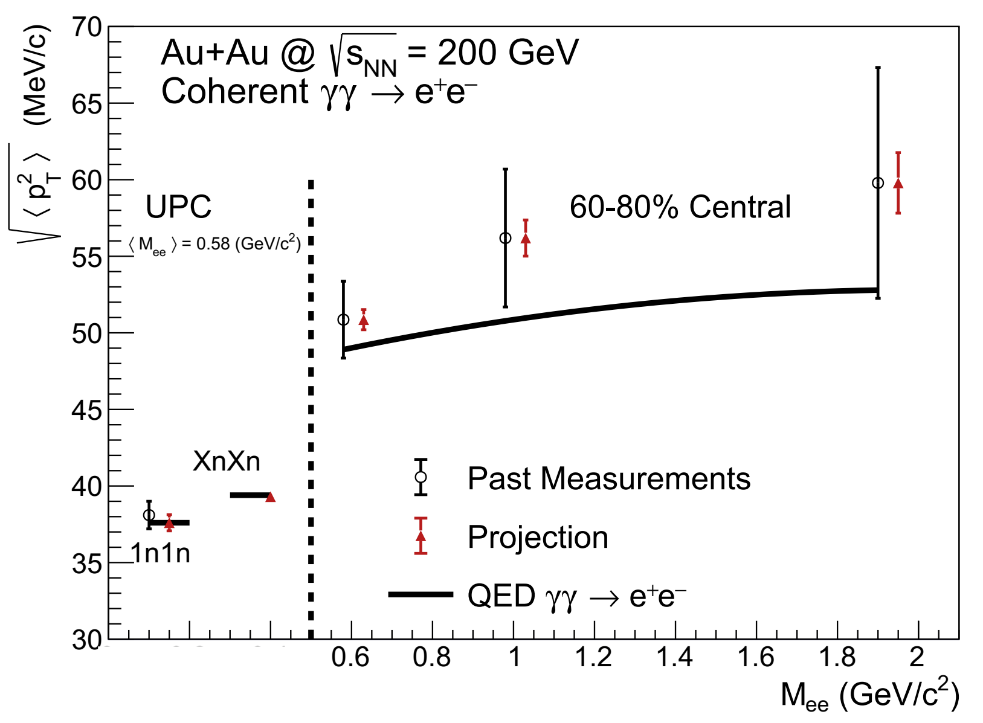 70
65
60
55
50
45
40
35
30
√⟨p_T^2⟩ (MeV/c)
Au+Au @ √s_NN = 200 GeV
Coherent γγ → e⁺e⁻
UPC
⟨M_ee⟩ = 0.58 (GeV/c²)
60-80% Central
XnXn
1n1n
Past Measurements
Projection
QED γγ → e⁺e⁻
0.6 0.8 1 1.2 1.4 1.6 1.8 2
M_ee (GeV/c²)